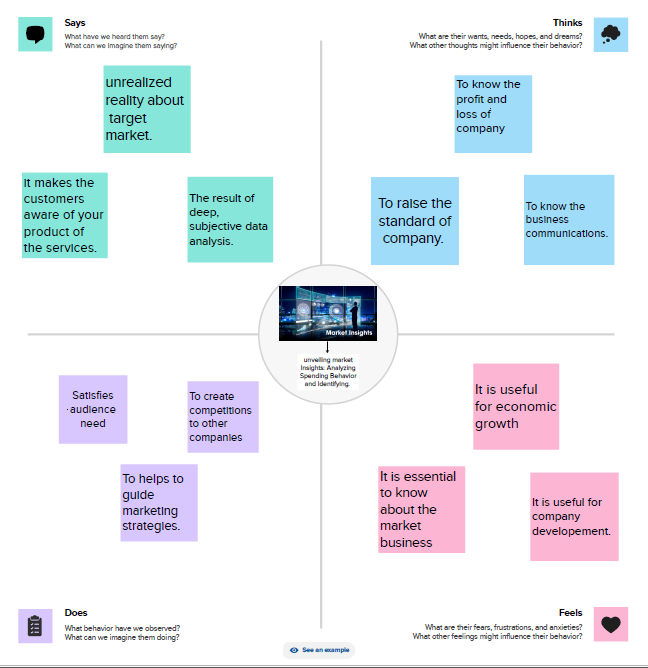 Says
What have we heard them say?
What can we imagine them saying?
Thinks
What are their wants, needs, hopes, and dreams?
What other thoughts might influence their behavior?
unrealized
reality about
target
market.
It makes the
customers
aware of your
product of
the services.
The result of
deep,
subjective data
analysis.
To know the
profit and
loss of
company
To raise the
standard of
company.
To know the
business
communications.
Market Insights
unveiling market
Insights: Analyzing
Spending Behavior
and Identifying.
Satisfies
audience
need
To create
competitions
to other
companies
To helps to
guide
marketing
strategies.
It is useful
for economic
growth
It is essential
to know
about the
market
business
It is useful for
company
developement.
Does
What behavior have we observed?
What can we imagine them doing?
Feels
What are their fears, frustrations, and anxieties?
What other feelings might influence their behavior?
See an example